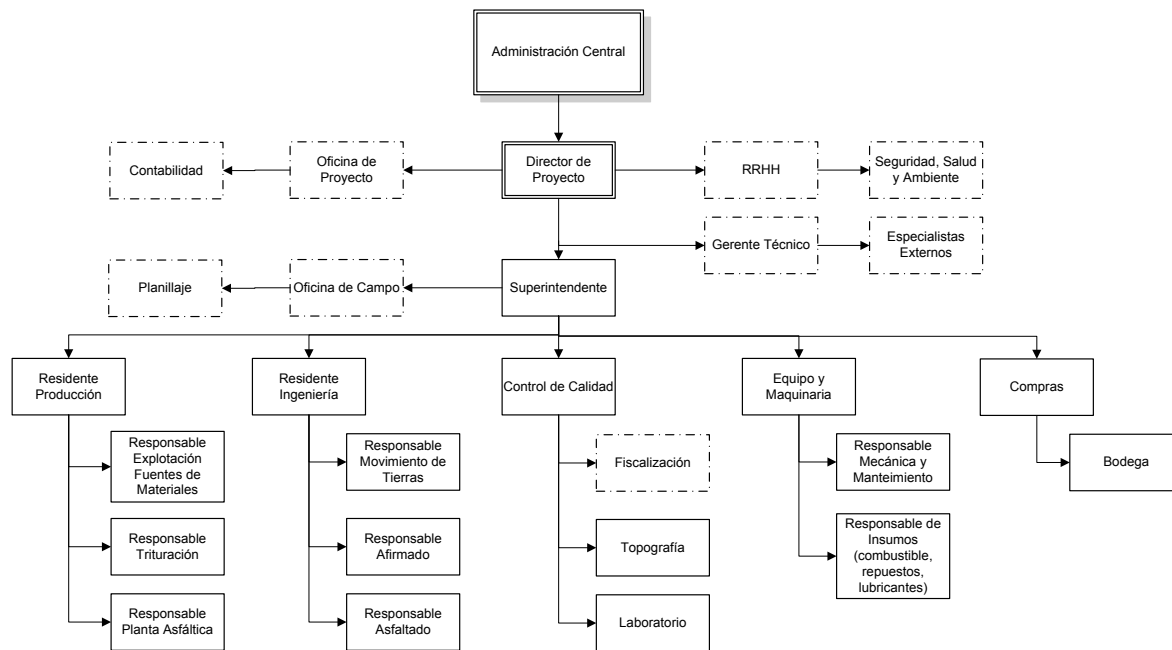 Administración Central
Contabilidad
Oficina de
Proyecto
Director de
Proyecto
RRHH
Seguridad, Salud
y Ambiente
Gerente Técnico
Especialistas
Externos
Planillaje
Oficina de Campo
Superintendente
Residente
Producción
Residente
Ingeniería
Control de Calidad
Equipo y
Maquinaria
Compras
Responsable
Explotación
Fuentes de
Materiales
Responsable
Movimiento de
Tierras
Fiscalización
Responsable
Mecánica y
Manteimiento
Bodega
Responsable
Trituración
Responsable
Afirmado
Topografía
Responsable de
Insumos
(combustible,
repuestos,
lubricantes)
Responsable
Planta Asfáltica
Responsable
Asfaltado
Laboratorio